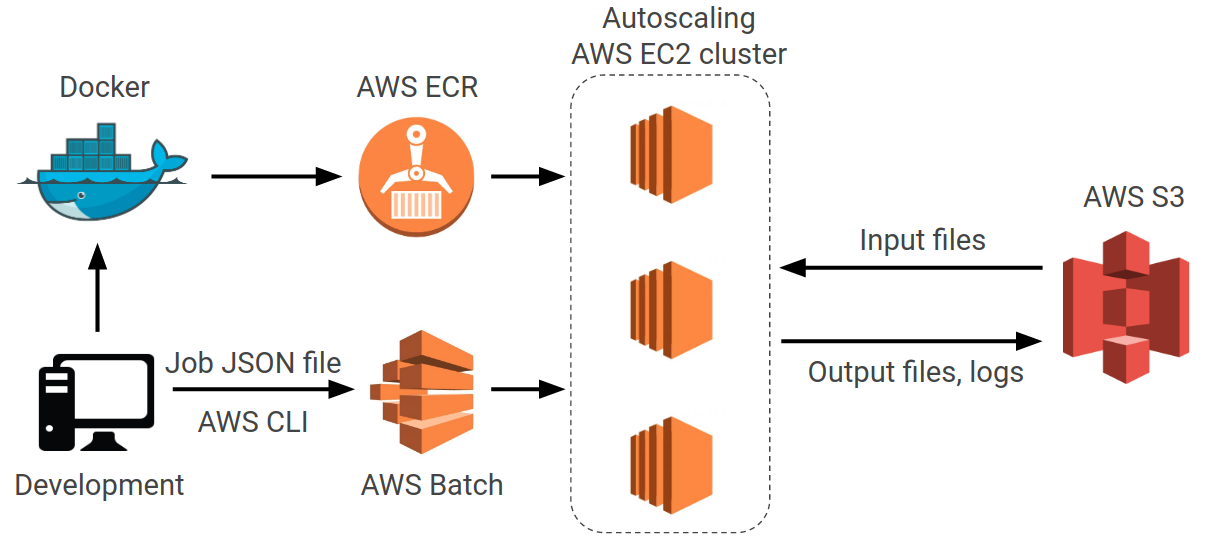 Autoscaling
AWS EC2 cluster
Docker
AWS ECR
AWS S3
Input files
Job JSON file
AWS CLI
Output files, logs
Development
AWS Batch